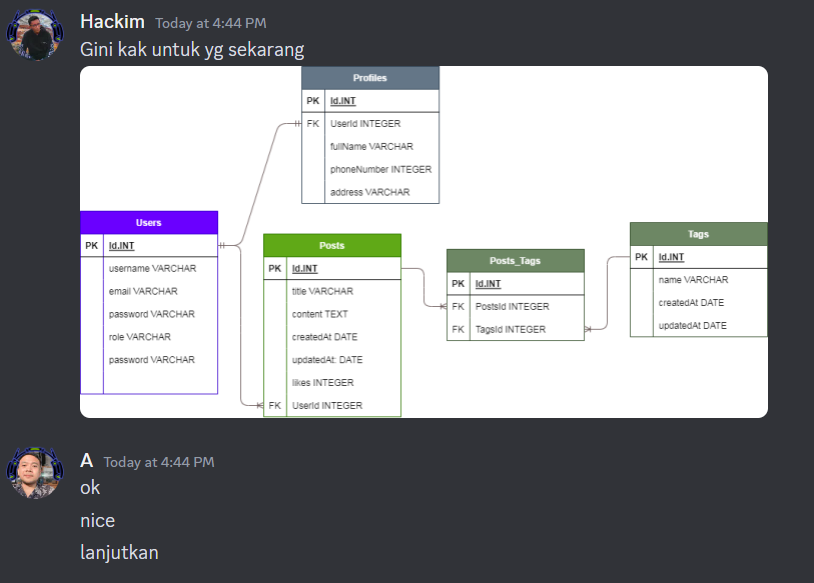 Hackim Today at 4:44 PM
Gini kak untuk yg sekarang
Profiles
PK Id.INT
FK UserId INTEGER
fullName VARCHAR
phoneNumber INTEGER
address VARCHAR
Users
PK Id.INT
username VARCHAR
email VARCHAR
password VARCHAR
role VARCHAR
password VARCHAR
Posts
PK Id.INT
title VARCHAR
content TEXT
createdAt DATE
updatedAt: DATE
likes INTEGER
FK UserId INTEGER
Posts_Tags
PK Id.INT
FK PostsId INTEGER
FK TagsId INTEGER
Tags
PK Id.INT
name VARCHAR
createdAt DATE
updatedAt DATE
A Today at 4:44 PM
ok
nice
lanjutkan